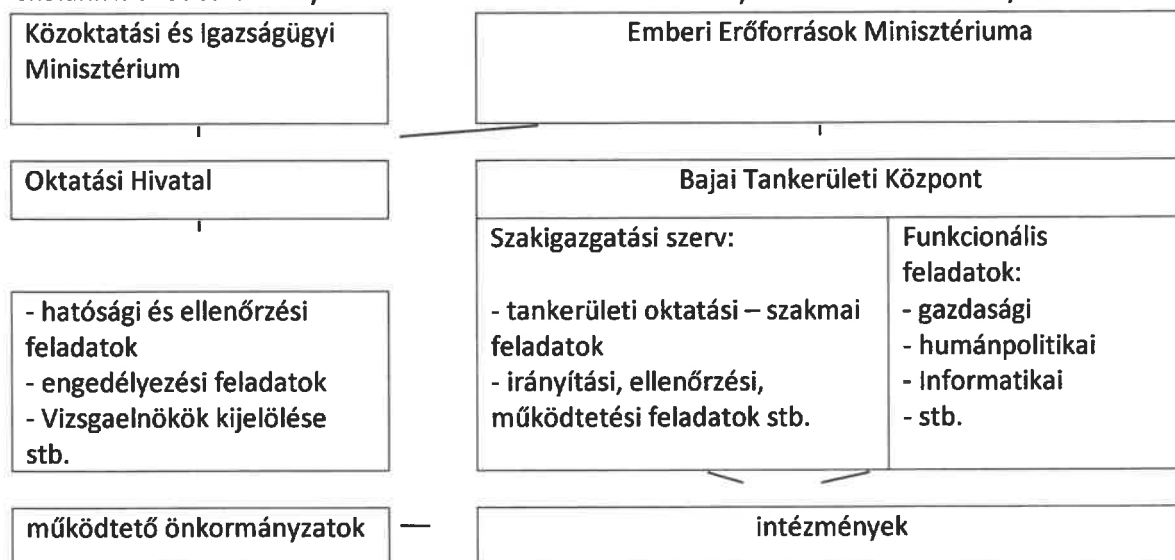 Közoktatási és Igazságügyi
Minisztérium
Emberi Erőforrások Minisztériuma
Oktatási Hivatal
Bajai Tankerületi Központ
Szakigazgatási szerv:
- tankerületi oktatási – szakmai
feladatok
- irányítási, ellenőrzési,
működtetési feladatok stb.
Funkcionális
feladatok:
- gazdasági
- humánpolitikai
- Informatikai
- stb.
- hatósági és ellenőrzési
feladatok
- engedélyezési feladatok
- Vizsgaelnökök kijelölése
stb.
működtető önkormányzatok
intézmények